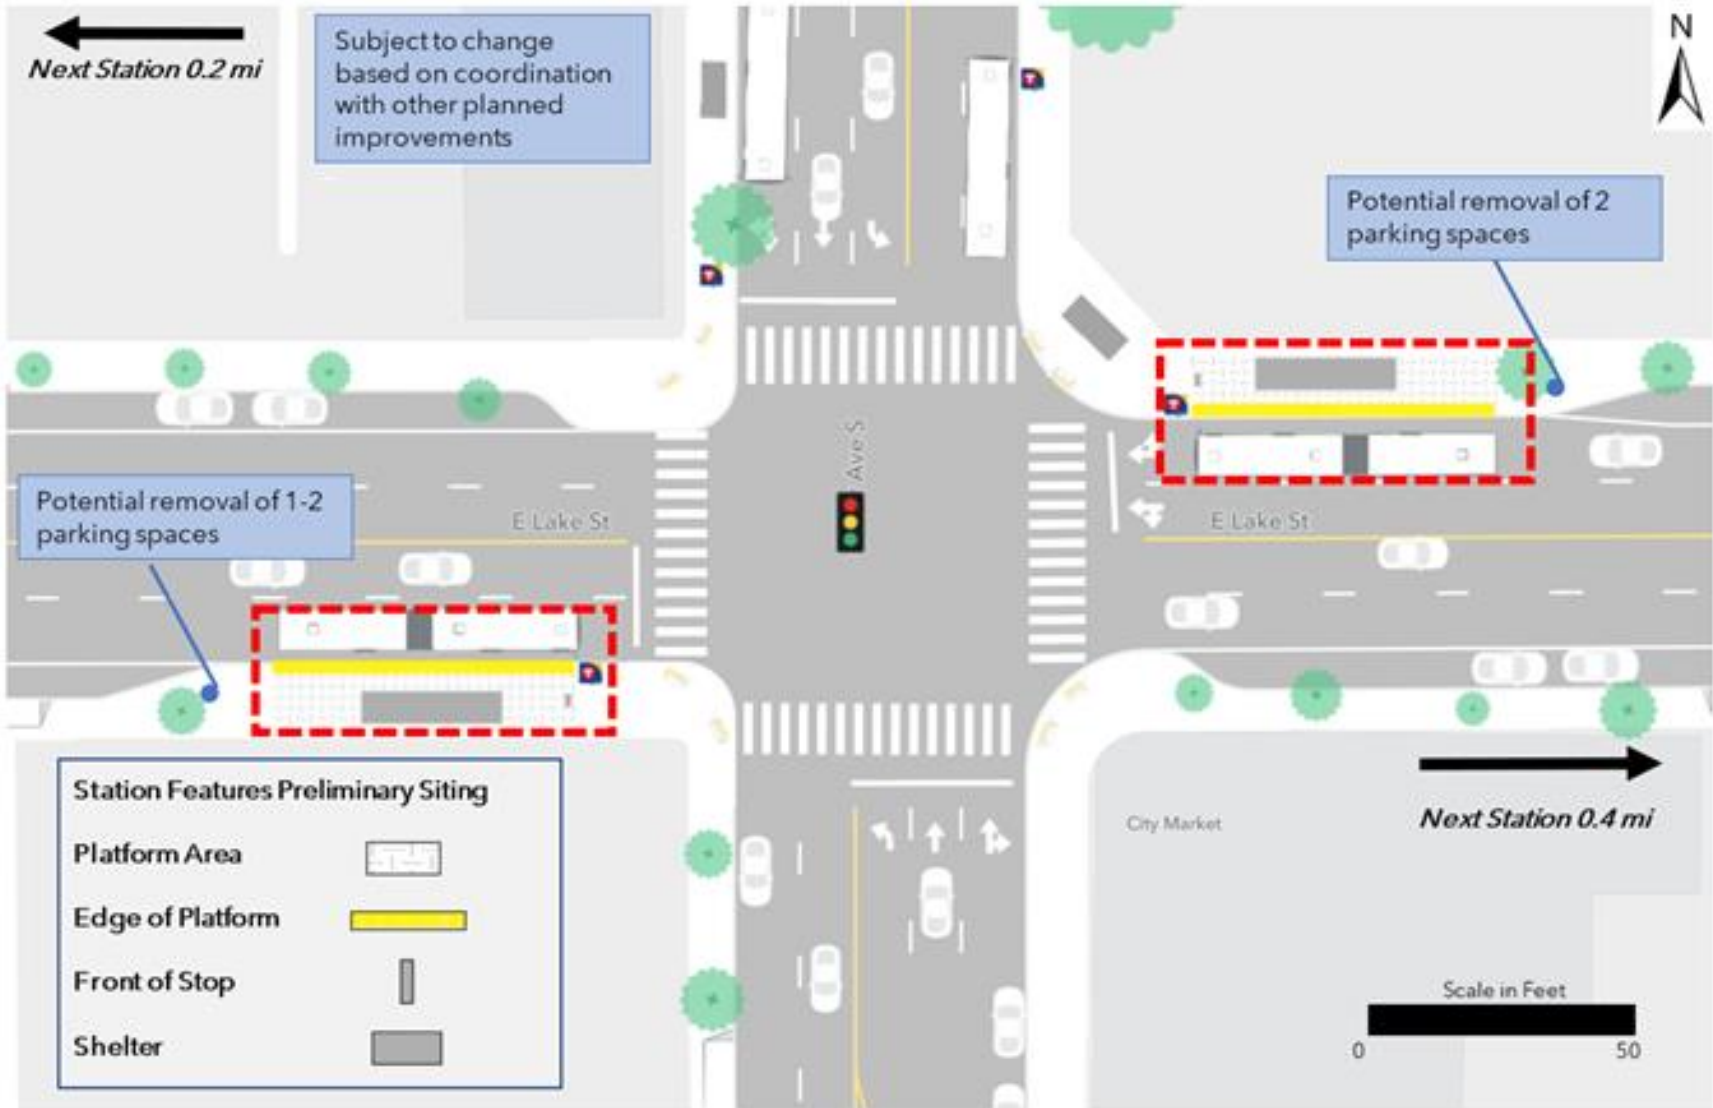 Next Station 0.2 mi
Subject to change
based on coordination
with other planned
improvements
N
Potential removal of 2
parking spaces
Ave S
Potential removal of 1-2
parking spaces
E Lake St
E Lake St
Station Features Preliminary Siting
Platform Area
Edge of Platform
Front of Stop
Shelter
City Market
Next Station 0.4 mi
Scale in Feet
0
50